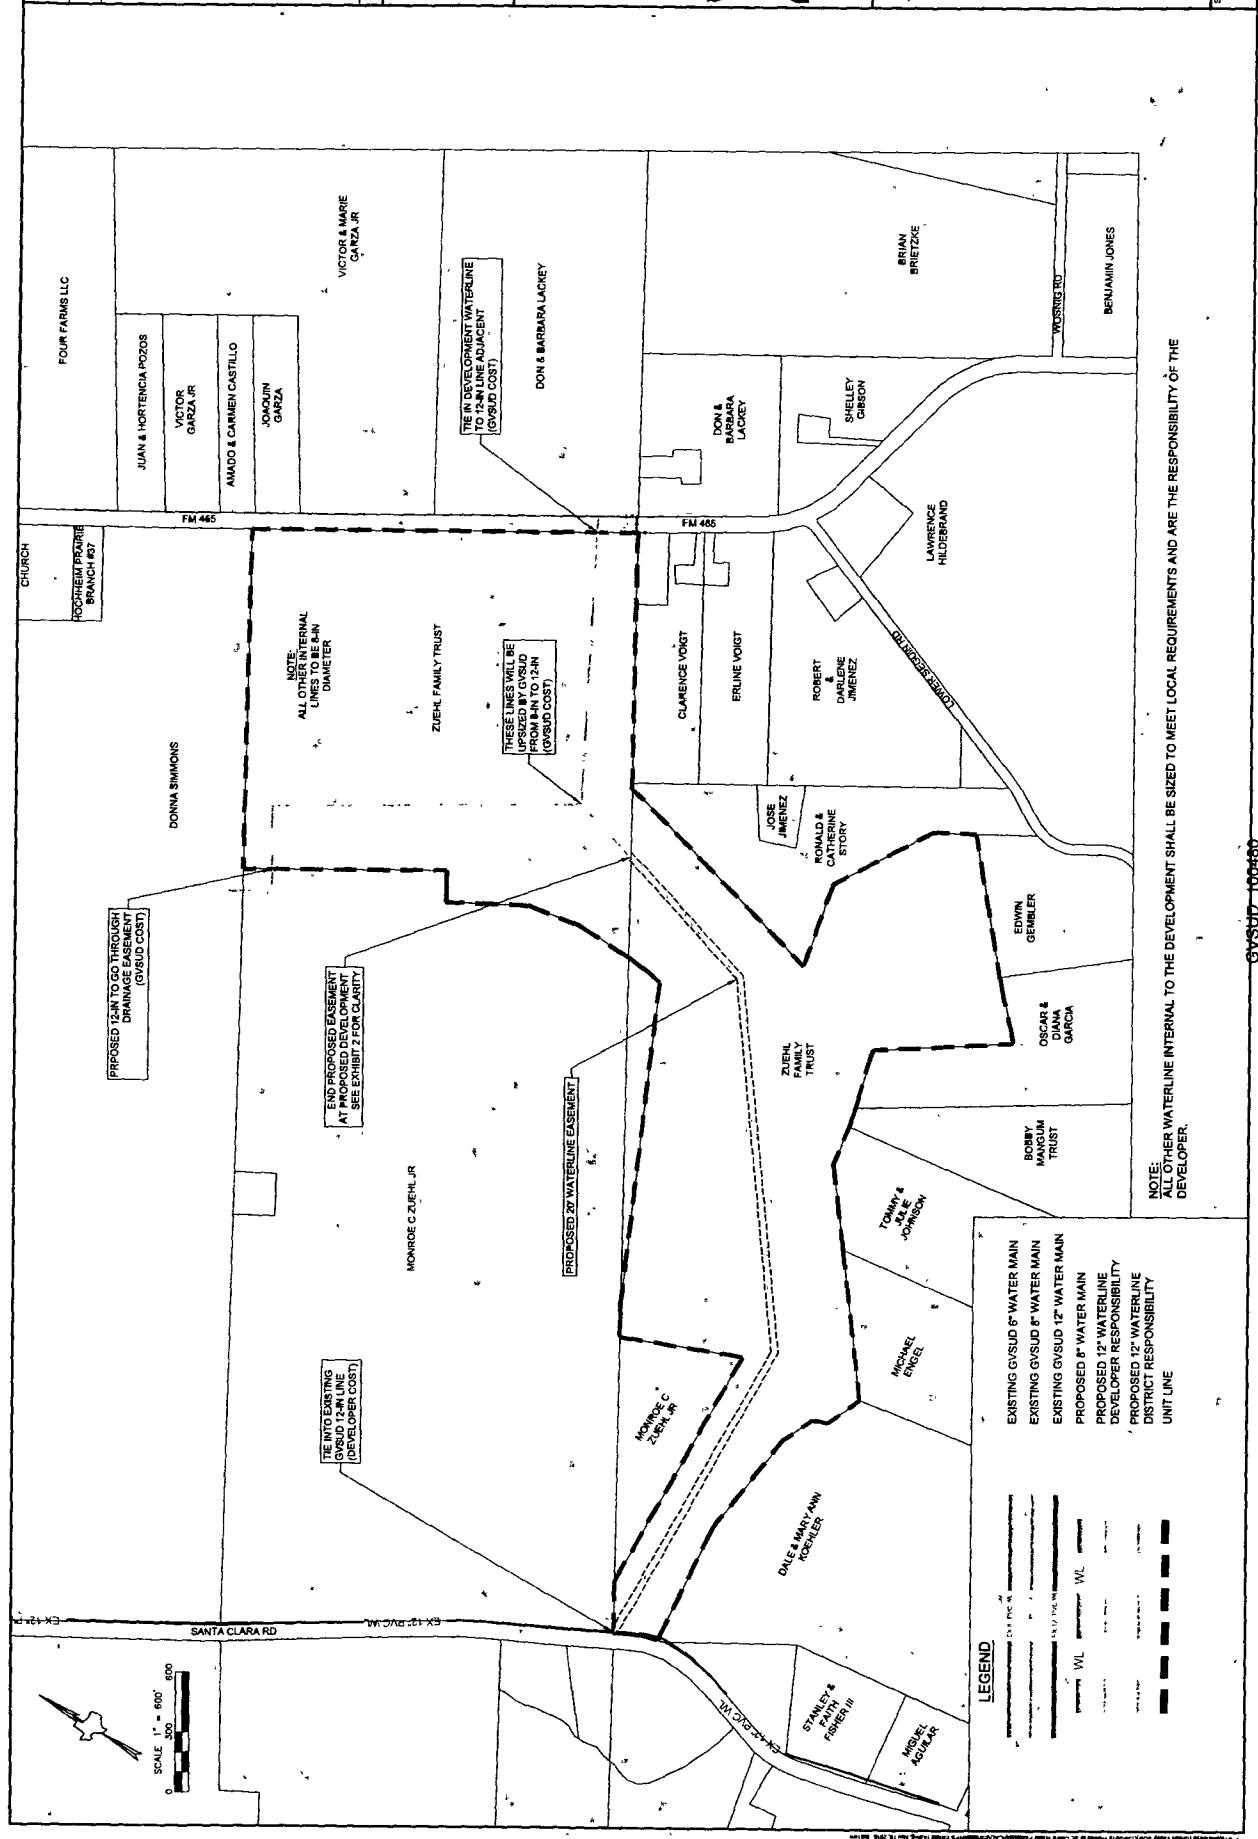 FOUR FARMS LLC
JUAN & HORTENCIA POZOS
VICTOR
GARZA JR
AMADO & CARMEN CASTILLO
JOAQUIN
GARZA
VICTOR & MARIE
GARZA JR
TIE IN DEVELOPMENT WATERLINE
TO 12-IN LINE ADJACENT
(GVSUD COST)
DON & BARBARA LACKEY
DON &
BARBARA
LACKEY
SHELLEY
GIBSON
BRIAN
BRIETZKE
WOSNIG RD
BENJAMIN JONES
CHURCH
HOCHHEIM PRAIRIE
BRANCH #37
FM 465
FM 465
LAWRENCE
HILDEBRAND
DONNA SIMMONS
NOTE:
ALL OTHER INTERNAL
LINES TO BE 8-IN
DIAMETER
ZUEHL FAMILY TRUST
THESE LINES WILL BE
UPSIZED BY GVSUD
FROM 8-IN TO 12-IN
(GVSUD COST)
CLARENCE VOIGT
ERLINE VOIGT
ROBERT
&
DARLENE
JIMENEZ
LOWER SEGUIN RD
JOSE
JIMENEZ
RONALD &
CATHERINE
STORY
EDWIN
GEMBLER
OSCAR &
DIANA
GARCIA
PRPOSED 12-IN TO GO THROUGH
DRAINAGE EASEMENT
(GVSUD COST)
END PROPOSED EASEMENT
AT PROPOSED DEVELOPMENT
SEE EXHIBIT 2 FOR CLARITY
PROPOSED 20' WATERLINE EASEMENT
ZUEHL
FAMILY
TRUST
BOBBY
MANGUM
TRUST
TOMMY &
JULIE
JOHNSON
MONROE C ZUEHL JR
MICHAEL
ENGEL
TIE INTO EXISTING
GVSUD 12-IN LINE
(DEVELOPER COST)
MONROE C
ZUEHL JR
DALE & MARY ANN
KOEHLER
SANTA CLARA RD
EX 12" PVC WL
EX 12" PVC WL
STANLEY &
FAITH
FISHER III
MIGUEL
AGUILAR
SCALE 1" = 600'
0 300 600
NOTE:
ALL OTHER WATERLINE INTERNAL TO THE DEVELOPMENT SHALL BE SIZED TO MEET LOCAL REQUIREMENTS AND ARE THE RESPONSIBILITY OF THE
DEVELOPER.
LEGEND
EXISTING GVSUD 6" WATER MAIN
EXISTING GVSUD 8" WATER MAIN
EXISTING GVSUD 12" WATER MAIN
WL WL PROPOSED 8" WATER MAIN
PROPOSED 12" WATERLINE
DEVELOPER RESPONSIBILITY
PROPOSED 12" WATERLINE
DISTRICT RESPONSIBILITY
UNIT LINE
GVSUD 100480